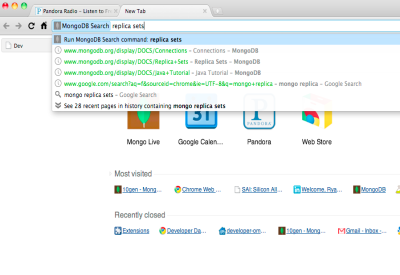 Pandora Radio – Listen to Fr
New Tab
MongoDB Search replica sets
Dev
Run MongoDB Search command: replica sets
www.mongodb.org/display/DOCS/Connections – Connections – MongoDB
www.mongodb.org/display/DOCS/Replica+Sets – Replica Sets – MongoDB
www.mongodb.org/display/DOCS/Java+Tutorial – Java Tutorial – MongoDB
www.google.com/search?aq=f&sourceid=chrome&ie=UTF-8&q=mongo+replica+sets – mongo replica – Google Search
mongo replica sets – Google Search
See 28 recent pages in history containing mongo replica sets
31
P
Mongo Live
Google Calen...
Pandora
Web Store
Most visited
10gen - Mong...
Chrome Web ...
SAI: Silicon Alle...
Welcome, Riya...
MongoDB
Recently closed
Extensions
Developer Da...
developer-om...
10gen - Mong...
Gmail - Inbox -